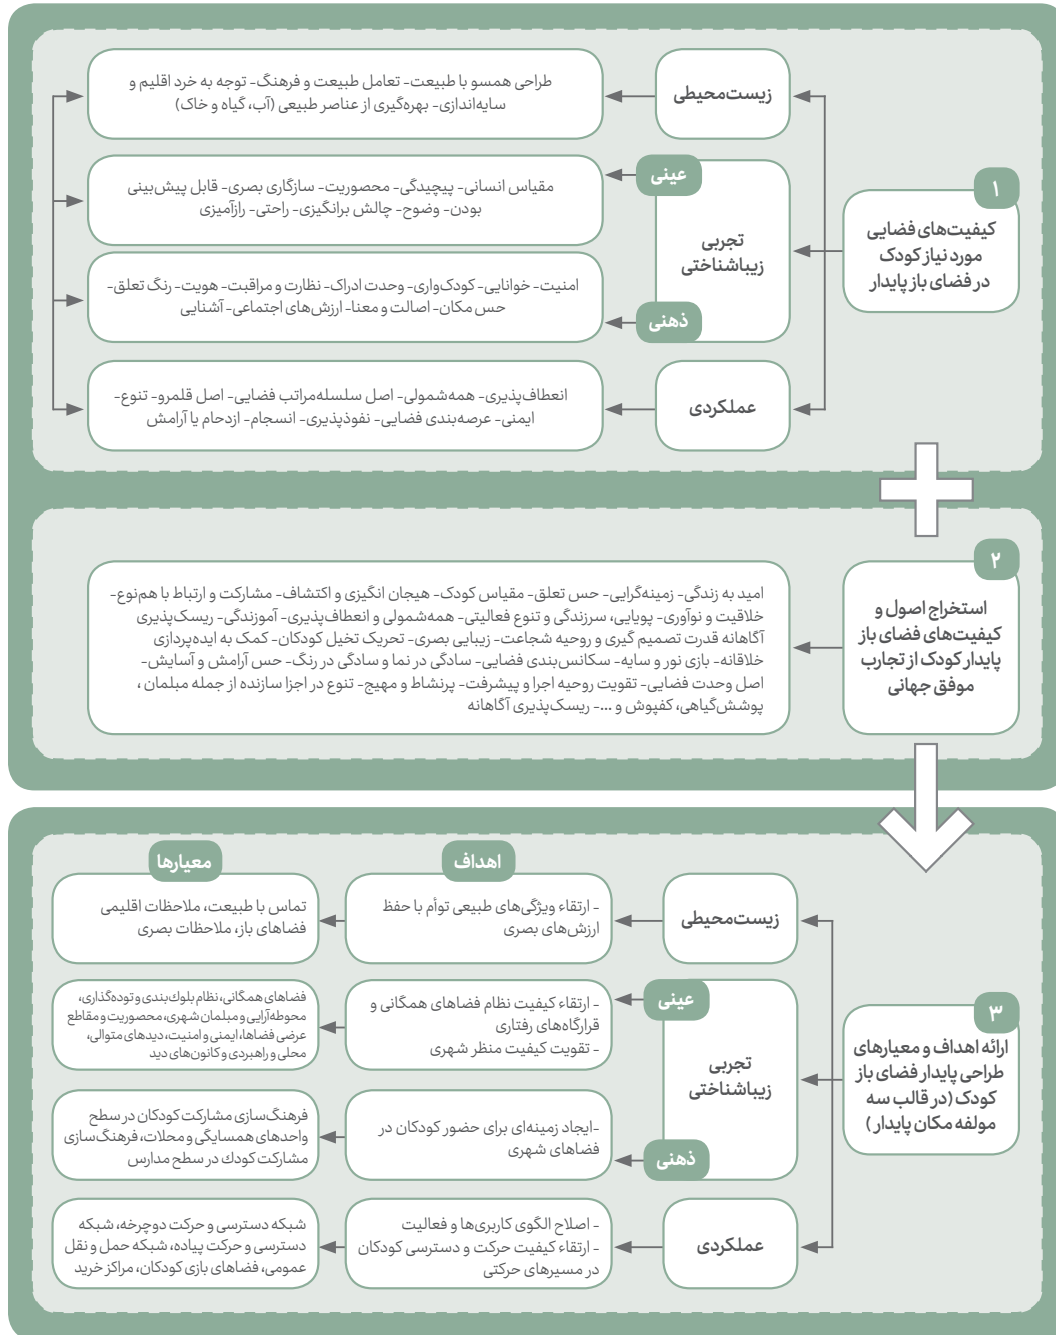 ۱
کیفیت‌های فضایی
مورد نیاز کودک
در فضای باز پایدار
زیست‌محیطی
طراحی همسو با طبیعت- تعامل طبیعت و فرهنگ- توجه به خرد اقلیم و
سایه‌اندازی- بهره‌گیری از عناصر طبیعی (آب، گیاه و خاک)
تجربی
زیباشناختی
عینی
مقیاس انسانی- پیچیدگی- محصوریت- سازگاری بصری- قابل پیش‌بینی
بودن- وضوح- چالش برانگیزی- راحتی- رازآمیزی
ذهنی
امنیت- خوانایی- کودک‌واری- وحدت ادراک- نظارت و مراقبت- هویت- رنگ تعلق-
حس مکان- اصالت و معنا- ارزش‌های اجتماعی- آشنایی
عملکردی
انعطاف‌پذیری- همه‌شمولی- اصل سلسله‌مراتب فضایی- اصل قلمرو- تنوع-
ایمنی- عرصه‌بندی فضایی- نفوذپذیری- انسجام- ازدحام یا آرامش
۲
استخراج اصول و
کیفیت‌های فضای باز
پایدار کودک از تجارب
موفق جهانی
امید به زندگی- زمینه‌گرایی- حس تعلق- مقیاس کودک- هیجان انگیزی و اکتشاف- مشارکت و ارتباط با هم‌نوع-
خلاقیت و نوآوری- پویایی، سرزندگی و تنوع فعالیتی- همه‌شمولی و انعطاف‌پذیری- آموزندگی- ریسک‌پذیری
آگاهانه قدرت تصمیم گیری و روحیه شجاعت- زیبایی بصری- تحریک تخیل کودکان- کمک به ایده‌پردازی
خلاقانه- بازی نور و سایه- سکانس‌بندی فضایی- سادگی در نما و سادگی در رنگ- حس آرامش و آسایش-
اصل وحدت فضایی- تقویت روحیه اجرا و پیشرفت- پرنشاط و مهیج- تنوع در اجزا سازنده از جمله مبلمان ،
پوشش‌گیاهی، کفپوش و ...- ریسک‌پذیری آگاهانه
۳
ارائه اهداف و معیارهای
طراحی پایدار فضای باز
کودک (در قالب سه
مولفه مکان پایدار )
اهداف
معیارها
زیست‌محیطی
- ارتقاء ویژگی‌های طبیعی توأم با حفظ
ارزش‌های بصری
تماس با طبیعت، ملاحظات اقلیمی
فضاهای باز، ملاحظات بصری
تجربی
زیباشناختی
عینی
- ارتقاء کیفیت نظام فضاهای همگانی و
قرارگاه‌های رفتاری
- تقویت کیفیت منظر شهری
فضاهای همگانی، نظام بلوك‌بندی و توده‌گذاری،
محوطه‌آرایی و مبلمان شهری، محصوریت و مقاطع
عرضی فضاها، ایمنی و امنیت، دیدهای متوالی،
محلی و راهبردی و کانون‌های دید
ذهنی
-ایجاد زمینه‌ای برای حضور کودکان در
فضاهای شهری
فرهنگ‌سازی مشارکت کودکان در سطح
واحدهای همسایگی و محلات، فرهنگ‌سازی
مشارکت کودك در سطح مدارس
عملکردی
- اصلاح الگوی کاربری‌ها و فعالیت
- ارتقاء کیفیت حرکت و دسترسی کودکان
در مسیرهای حرکتی
شبکه دسترسی و حرکت دوچرخه، شبکه
دسترسی و حرکت پیاده، شبکه حمل و نقل
عمومی، فضاهای بازی کودکان، مراکز خرید